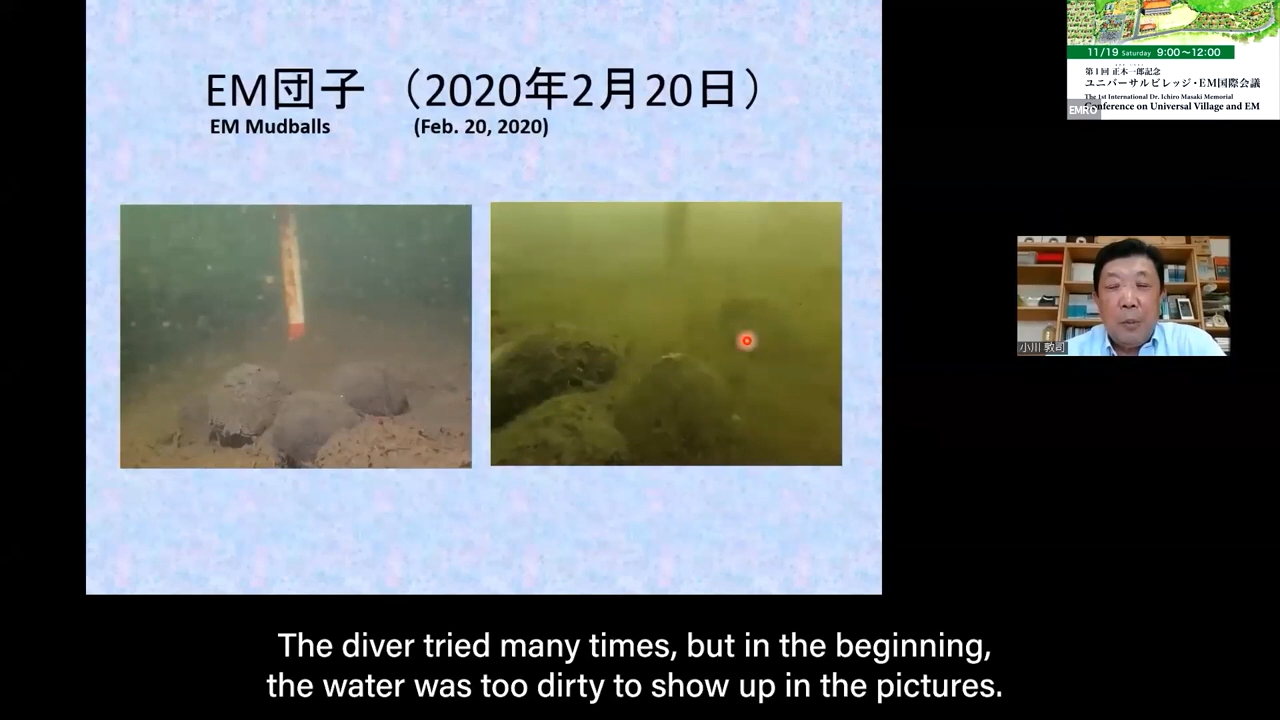 EM団子 （2020年2月20日）
EM Mudballs (Feb. 20, 2020)
11/19 Saturday 9:00～12:00
第1回 正木一郎記念
ユニバーサルビレッジ・EM国際会議
The 1st International Dr. Ichiro Masaki Memorial
Conference on Universal Village and EM
EMRO
小川 敦司
The diver tried many times, but in the beginning,
the water was too dirty to show up in the pictures.